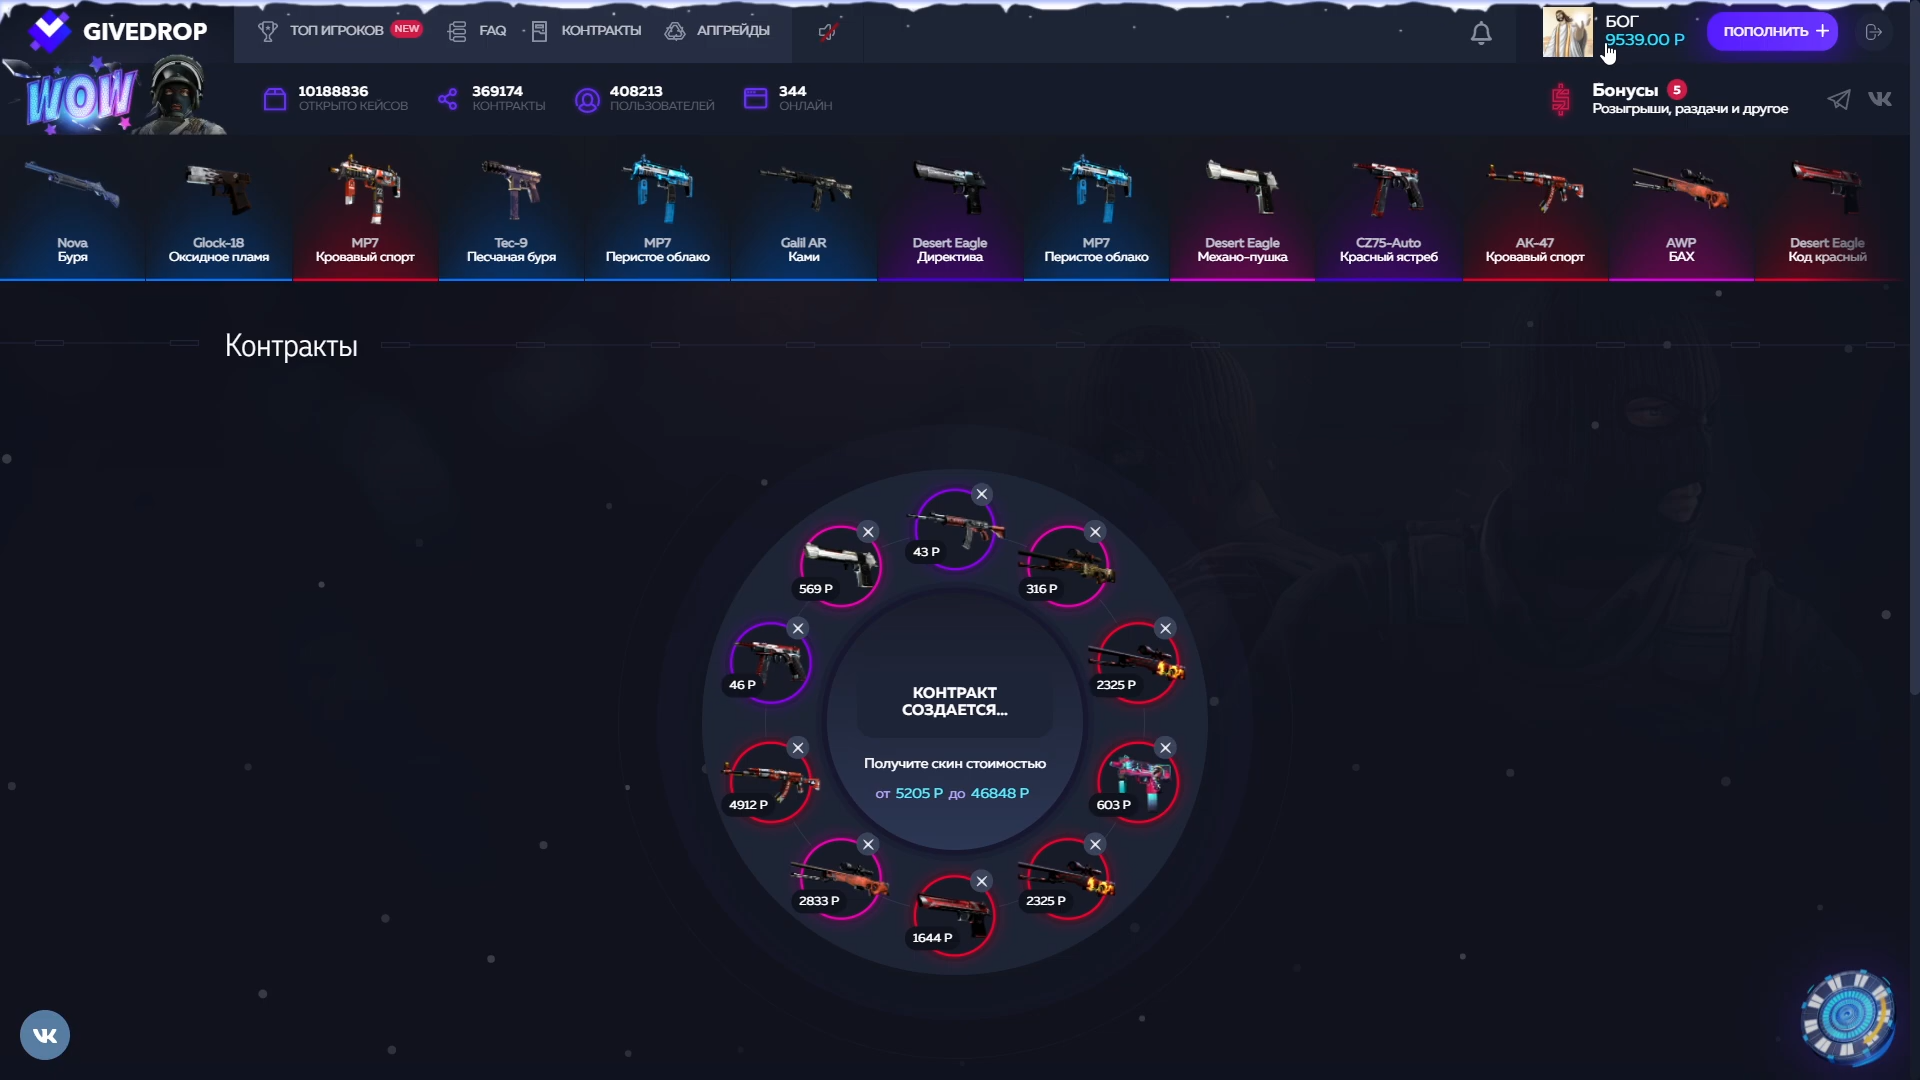 GIVEDROP
ТОП ИГРОКОВ NEW
FAQ
КОНТРАКТЫ
АПГРЕЙДЫ
БОГ
9539.00 Р
ПОПОЛНИТЬ
WOW
10188836
ОТКРЫТО КЕЙСОВ
369174
КОНТРАКТЫ
408213
ПОЛЬЗОВАТЕЛЕЙ
344
ОНЛАЙН
Бонусы 5
Розыгрыши, раздачи и другое
Nova
Буря
Glock-18
Оксидное пламя
MP7
Кровавый спорт
Tec-9
Песчаная буря
MP7
Перистое облако
Galil AR
Ками
Desert Eagle
Директива
MP7
Перистое облако
Desert Eagle
Механо-пушка
CZ75-Auto
Красный ястреб
AK-47
Кровавый спорт
AWP
БАХ
Desert Eagle
Код красный
Контракты
43 Р
569 Р
316 Р
46 Р
2325 Р
КОНТРАКТ
СОЗДАЕТСЯ...
Получите скин стоимостью
от 5205 Р до 46848 Р
4912 Р
603 Р
2833 Р
2325 Р
1644 Р